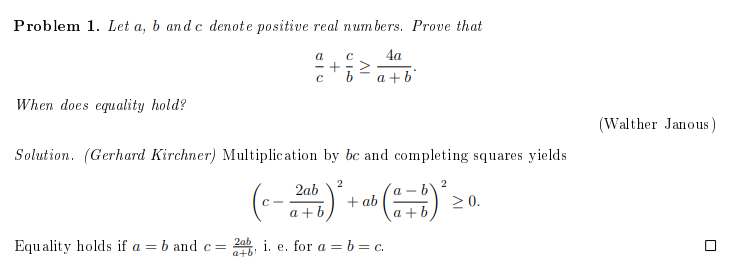 Problem 1. Let a, b and c denote positive real numbers. Prove that
a/c + c/b ≥ 4a/(a + b).
When does equality hold?
(Walther Janous)
Solution. (Gerhard Kirchner) Multiplication by bc and completing squares yields
(c − 2ab/(a + b))² + ab((a − b)/(a + b))² ≥ 0.
Equality holds if a = b and c = 2ab/(a+b), i. e. for a = b = c. □